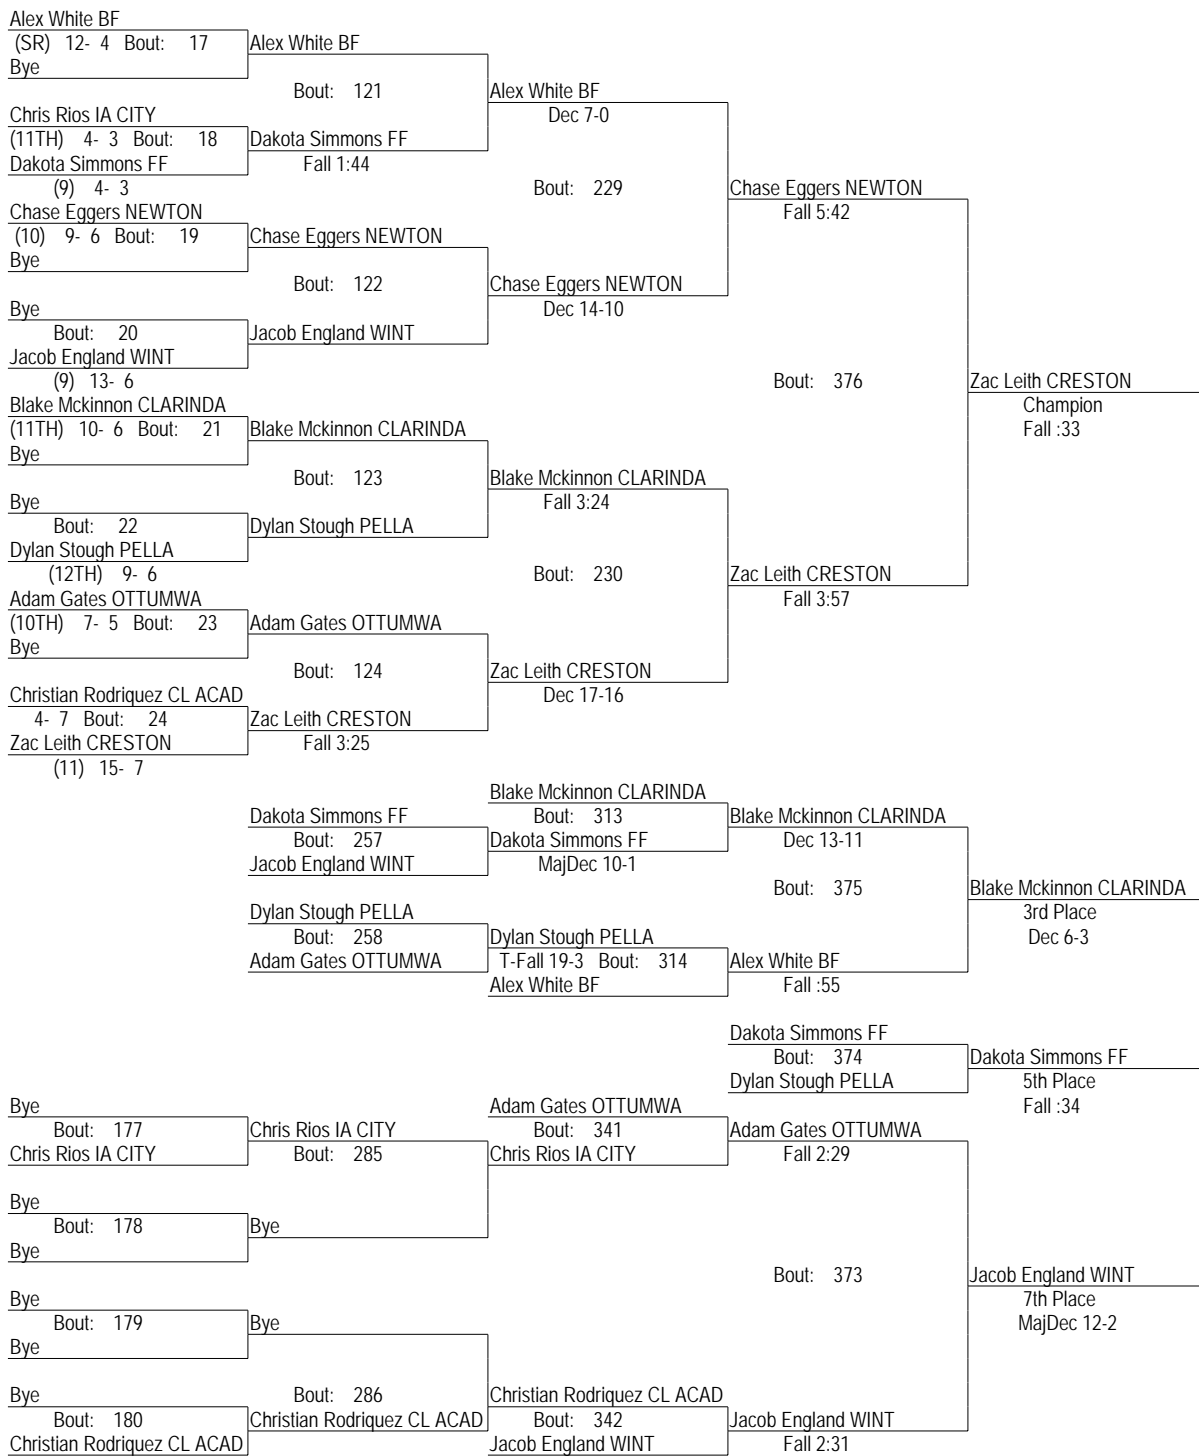 Alex White BF
(SR) 12- 4 Bout: 17 Alex White BF
Bye
Bout: 121 Alex White BF
Chris Rios IA CITY Dec 7-0
(11TH) 4- 3 Bout: 18 Dakota Simmons FF
Dakota Simmons FF Fall 1:44
(9) 4- 3 Bout: 229 Chase Eggers NEWTON
Chase Eggers NEWTON Fall 5:42
(10) 9- 6 Bout: 19 Chase Eggers NEWTON
Bye
Bout: 122 Chase Eggers NEWTON
Bye Dec 14-10
Bout: 20 Jacob England WINT
Jacob England WINT
(9) 13- 6 Bout: 376 Zac Leith CRESTON
Blake Mckinnon CLARINDA Champion
(11TH) 10- 6 Bout: 21 Blake Mckinnon CLARINDA Fall :33
Bye
Bout: 123 Blake Mckinnon CLARINDA
Bye Fall 3:24
Bout: 22 Dylan Stough PELLA
Dylan Stough PELLA
(12TH) 9- 6 Bout: 230 Zac Leith CRESTON
Adam Gates OTTUMWA Fall 3:57
(10TH) 7- 5 Bout: 23 Adam Gates OTTUMWA
Bye
Bout: 124 Zac Leith CRESTON
Christian Rodriquez CL ACAD Dec 17-16
4- 7 Bout: 24 Zac Leith CRESTON
Zac Leith CRESTON Fall 3:25
(11) 15- 7
Blake Mckinnon CLARINDA
Dakota Simmons FF Bout: 313 Blake Mckinnon CLARINDA
Bout: 257 Dakota Simmons FF Dec 13-11
Jacob England WINT MajDec 10-1
Bout: 375 Blake Mckinnon CLARINDA
Dylan Stough PELLA 3rd Place
Bout: 258 Dylan Stough PELLA Dec 6-3
Adam Gates OTTUMWA T-Fall 19-3 Bout: 314 Alex White BF
Alex White BF Fall :55
Dakota Simmons FF
Bout: 374 Dakota Simmons FF
Dylan Stough PELLA 5th Place
Bye Adam Gates OTTUMWA Fall :34
Bout: 177 Chris Rios IA CITY Bout: 341 Adam Gates OTTUMWA
Chris Rios IA CITY Bout: 285 Chris Rios IA CITY Fall 2:29
Bye
Bout: 178 Bye
Bye
Bout: 373 Jacob England WINT
Bye 7th Place
Bout: 179 Bye MajDec 12-2
Bye
Bye Bout: 286 Christian Rodriquez CL ACAD
Bout: 180 Christian Rodriquez CL ACAD Bout: 342 Jacob England WINT
Christian Rodriquez CL ACAD Jacob England WINT Fall 2:31